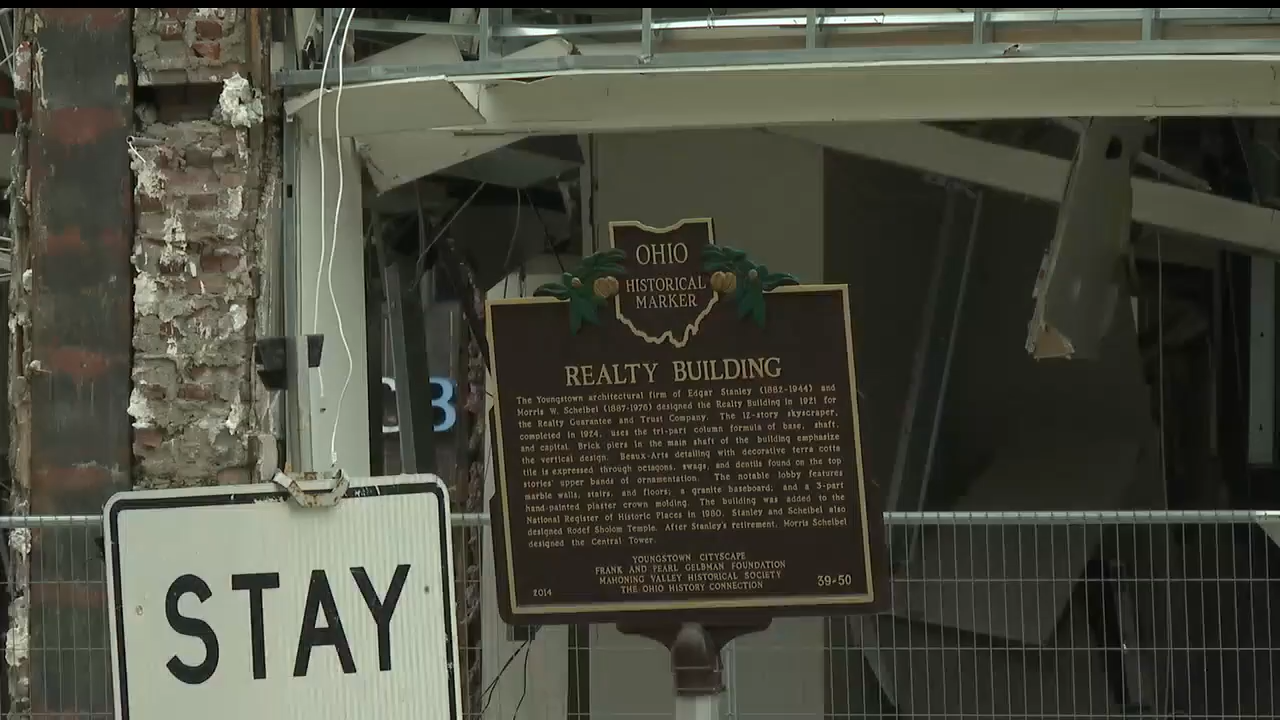 OHIO
HISTORICAL
MARKER
REALTY BUILDING
The Youngstown architectural firm of Edgar Stanley (1882-1944) and
Morris W. Scheibel (1887-1976) designed the Realty Building in 1921 for
the Realty Guarantee and Trust Company. The 12-story skyscraper,
completed in 1924, uses the tri-part column formula of base, shaft,
and capital. Brick piers in the main shaft of the building emphasize
the vertical design. Beaux-Arts detailing with decorative terra cotta
tile is expressed through octagons, swags, and dentils found on the top
stories' upper bands of ornamentation. The notable lobby features
marble walls, stairs, and floors; a granite baseboard; and a 3-part
hand-painted plaster crown molding. The building was added to the
National Register of Historic Places in 1980. Stanley and Scheibel also
designed Rodef Sholom Temple. After Stanley's retirement, Morris Scheibel
designed the Central Tower.
YOUNGSTOWN CITYSCAPE
FRANK AND PEARL GELBMAN FOUNDATION
MAHONING VALLEY HISTORICAL SOCIETY
THE OHIO HISTORY CONNECTION
2014
39-50
STAY